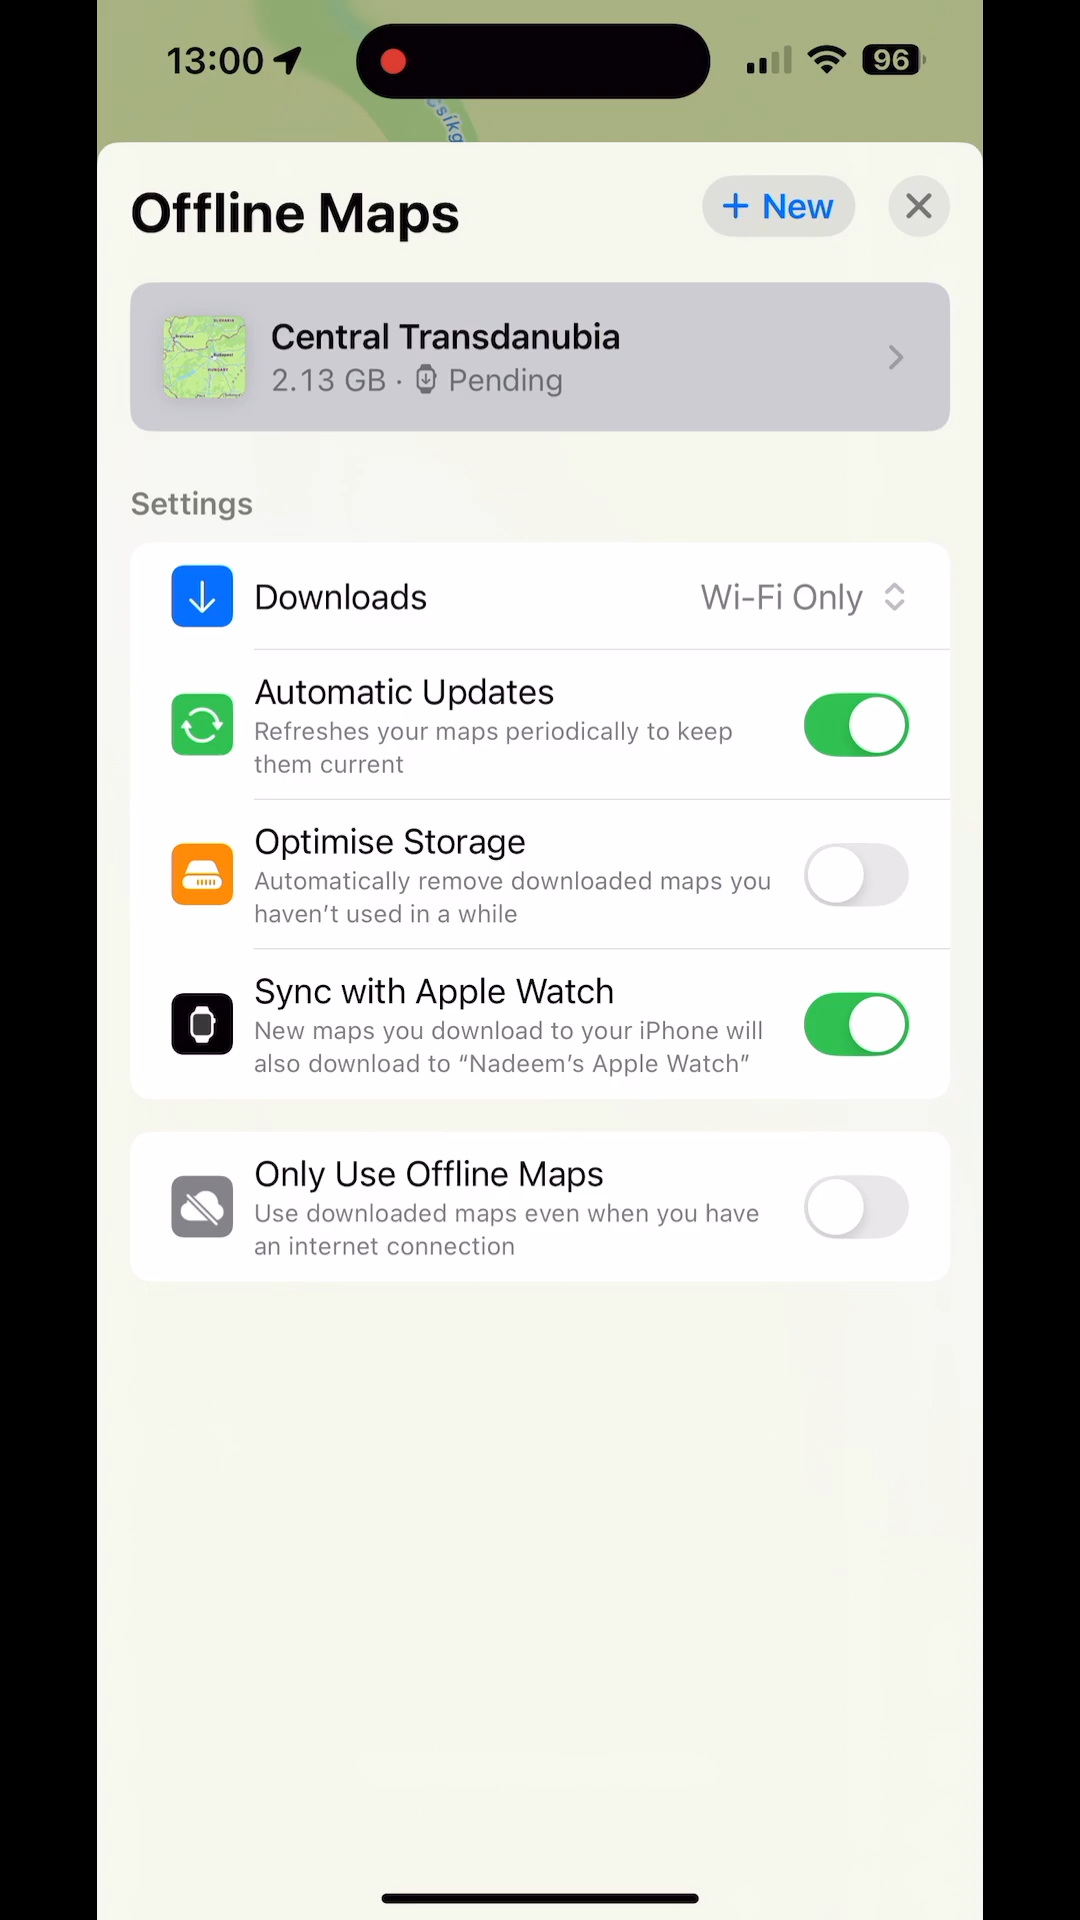 13:00
96
Csíkg
Offline Maps
+ New
Central Transdanubia
2.13 GB · Pending
Settings
Downloads
Wi-Fi Only
Automatic Updates
Refreshes your maps periodically to keep
them current
Optimise Storage
Automatically remove downloaded maps you
haven’t used in a while
Sync with Apple Watch
New maps you download to your iPhone will
also download to “Nadeem’s Apple Watch”
Only Use Offline Maps
Use downloaded maps even when you have
an internet connection